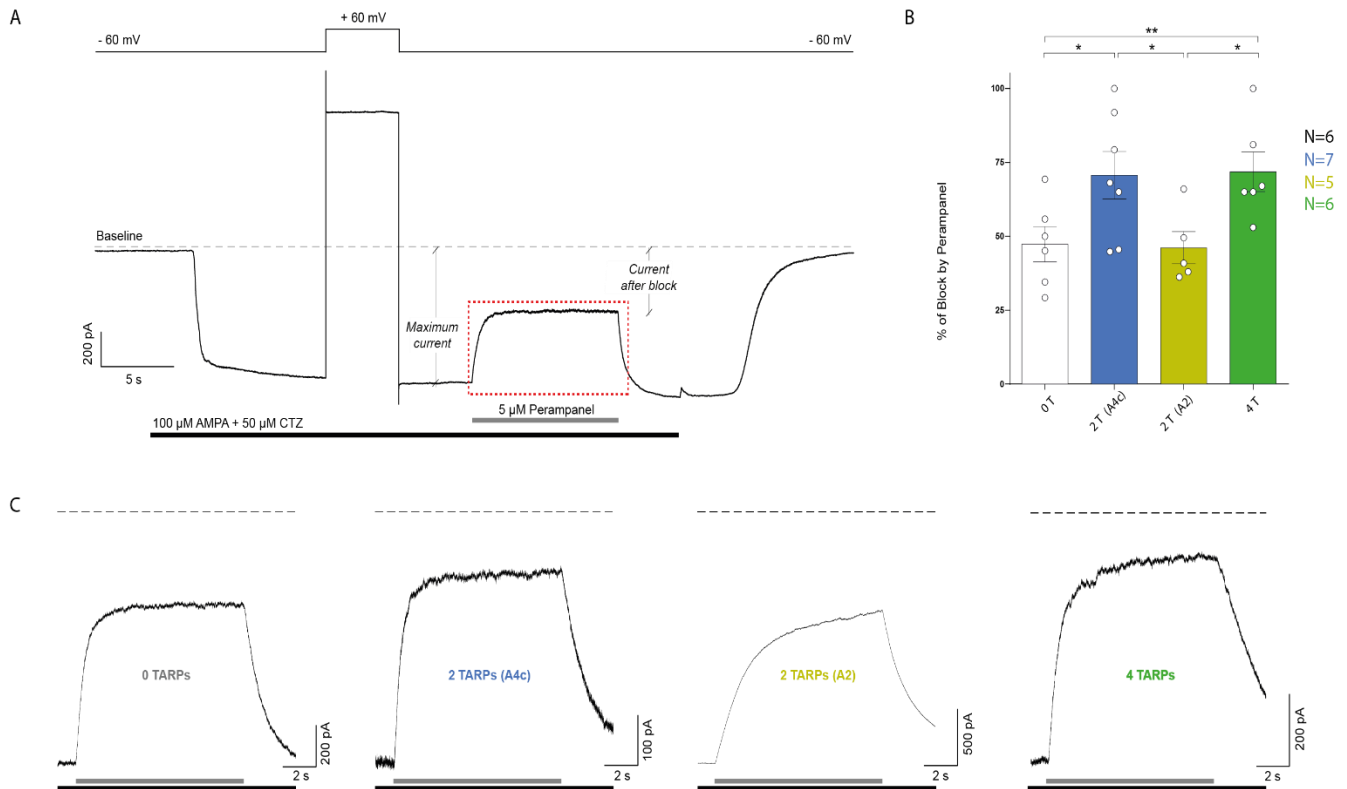 A
- 60 mV
+ 60 mV
- 60 mV
Baseline
Maximum
current
Current
after block
200 pA
5 s
5 µM Perampanel
100 µM AMPA + 50 µM CTZ
B
**
*
*
*
% of Block by Perampanel
100
75
50
25
0
0 T
2 T (A4c)
2 T (A2)
4 T
N=6
N=7
N=5
N=6
C
0 TARPs
200 pA
2 s
2 TARPs (A4c)
100 pA
2 s
2 TARPs (A2)
500 pA
2 s
4 TARPs
200 pA
2 s